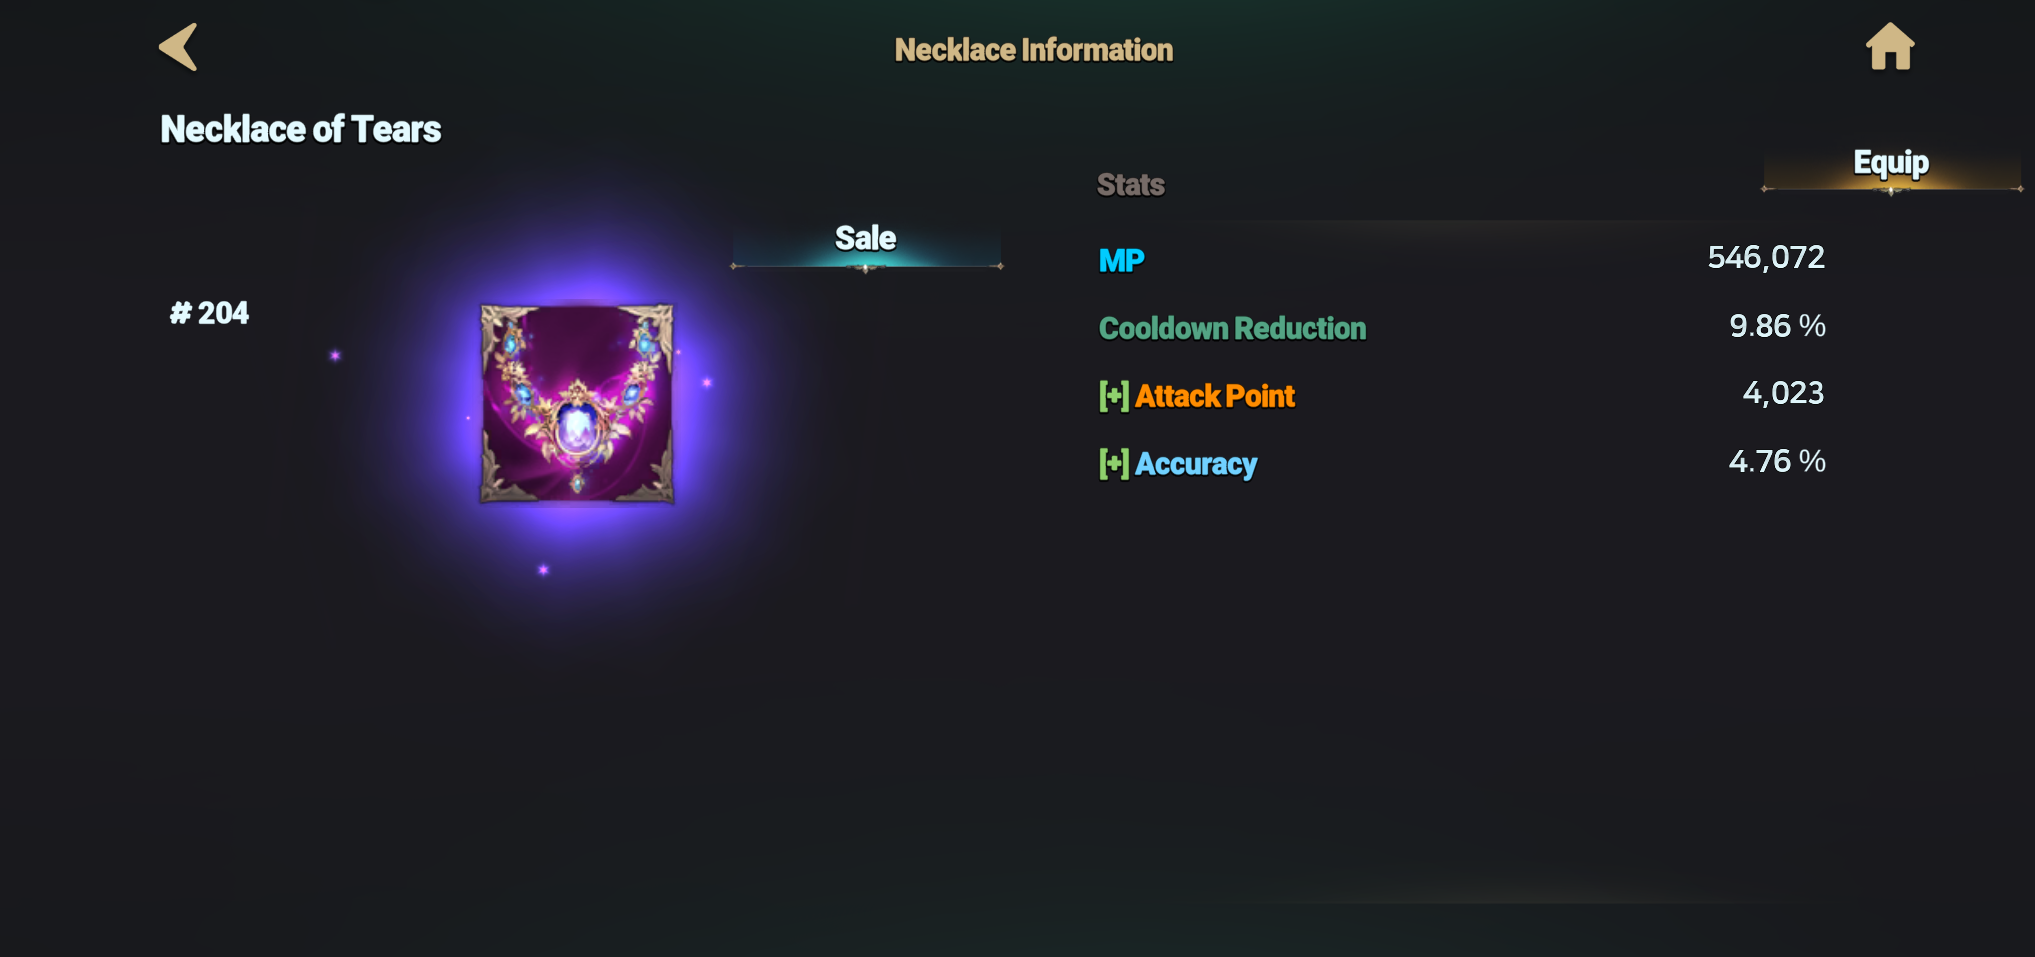 Necklace Information
Necklace of Tears
Equip
Stats
Sale
MP 546,072
# 204
Cooldown Reduction 9.86 %
[+] Attack Point 4,023
[+] Accuracy 4.76 %